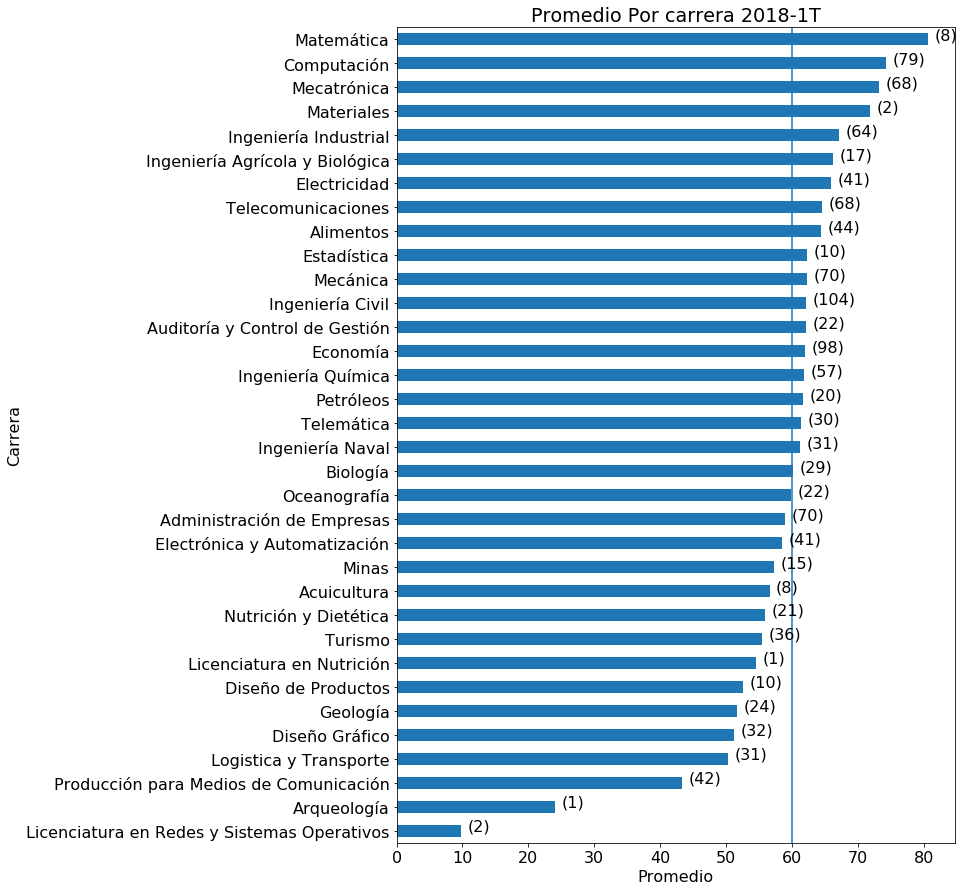 Promedio Por carrera 2018-1T
Matemática (8)
Computación (79)
Mecatrónica (68)
Materiales (2)
Ingeniería Industrial (64)
Ingeniería Agrícola y Biológica (17)
Electricidad (41)
Telecomunicaciones (68)
Alimentos (44)
Estadística (10)
Mecánica (70)
Ingeniería Civil (104)
Auditoría y Control de Gestión (22)
Economía (98)
Ingeniería Química (57)
Petróleos (20)
Telemática (30)
Ingeniería Naval (31)
Biología (29)
Oceanografía (22)
Administración de Empresas (70)
Electrónica y Automatización (41)
Minas (15)
Acuicultura (8)
Nutrición y Dietética (21)
Turismo (36)
Licenciatura en Nutrición (1)
Diseño de Productos (10)
Geología (24)
Diseño Gráfico (32)
Logistica y Transporte (31)
Producción para Medios de Comunicación (42)
Arqueología (1)
Licenciatura en Redes y Sistemas Operativos (2)
Carrera
0 10 20 30 40 50 60 70 80
Promedio